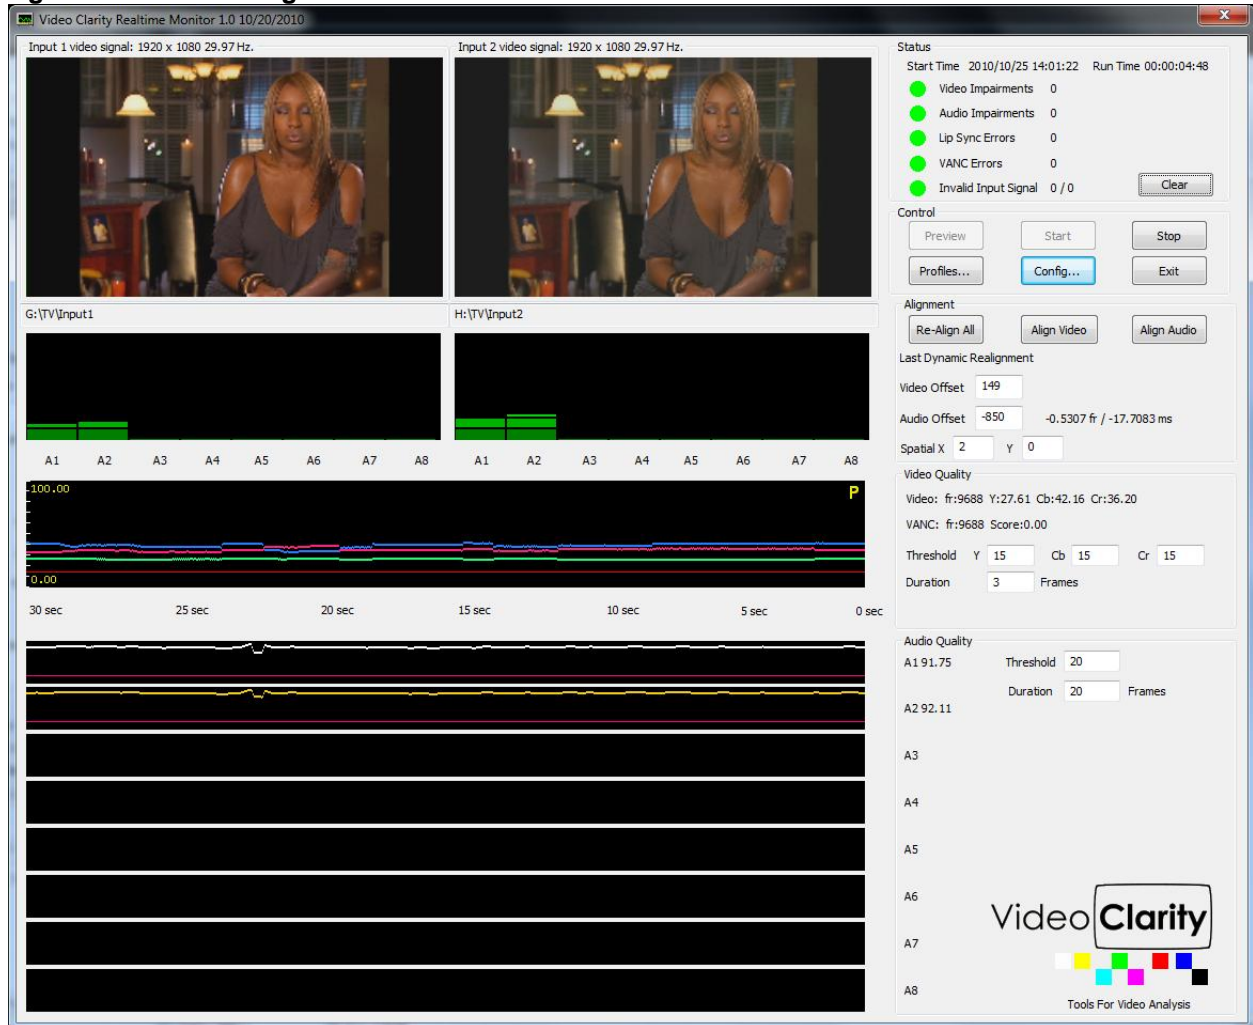 Video Clarity Realtime Monitor 1.0 10/20/2010
X
Input 1 video signal: 1920 x 1080 29.97 Hz.
Input 2 video signal: 1920 x 1080 29.97 Hz.
G:\TV\Input1
H:\TV\Input2
A1 A2 A3 A4 A5 A6 A7 A8
A1 A2 A3 A4 A5 A6 A7 A8
100.00
P
0.00
30 sec 25 sec 20 sec 15 sec 10 sec 5 sec 0 sec
Status
Start Time 2010/10/25 14:01:22 Run Time 00:00:04:48
Video Impairments 0
Audio Impairments 0
Lip Sync Errors 0
VANC Errors 0
Invalid Input Signal 0 / 0
Clear
Control
Preview Start Stop
Profiles... Config... Exit
Alignment
Re-Align All Align Video Align Audio
Last Dynamic Realignment
Video Offset 149
Audio Offset -850 -0.5307 fr / -17.7083 ms
Spatial X 2 Y 0
Video Quality
Video: fr:9688 Y:27.61 Cb:42.16 Cr:36.20
VANC: fr:9688 Score:0.00
Threshold Y 15 Cb 15 Cr 15
Duration 3 Frames
Audio Quality
A1 91.75 Threshold 20
Duration 20 Frames
A2 92.11
A3
A4
A5
A6
A7
A8
Video Clarity
Tools For Video Analysis